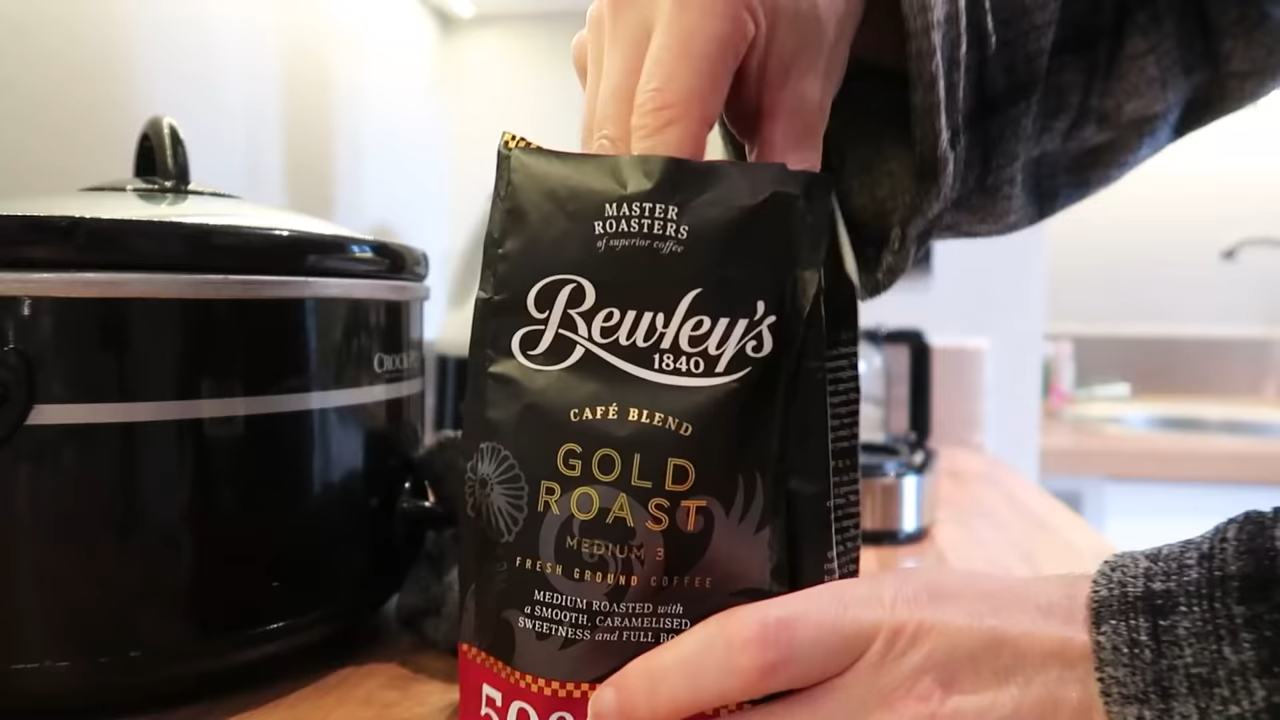 MASTER
ROASTERS
of superior coffee
Bewley's
1840
CAFÉ BLEND
GOLD
ROAST
MEDIUM 3
FRESH GROUND COFFEE
MEDIUM ROASTED with
a SMOOTH, CARAMELISED
SWEETNESS and FULL